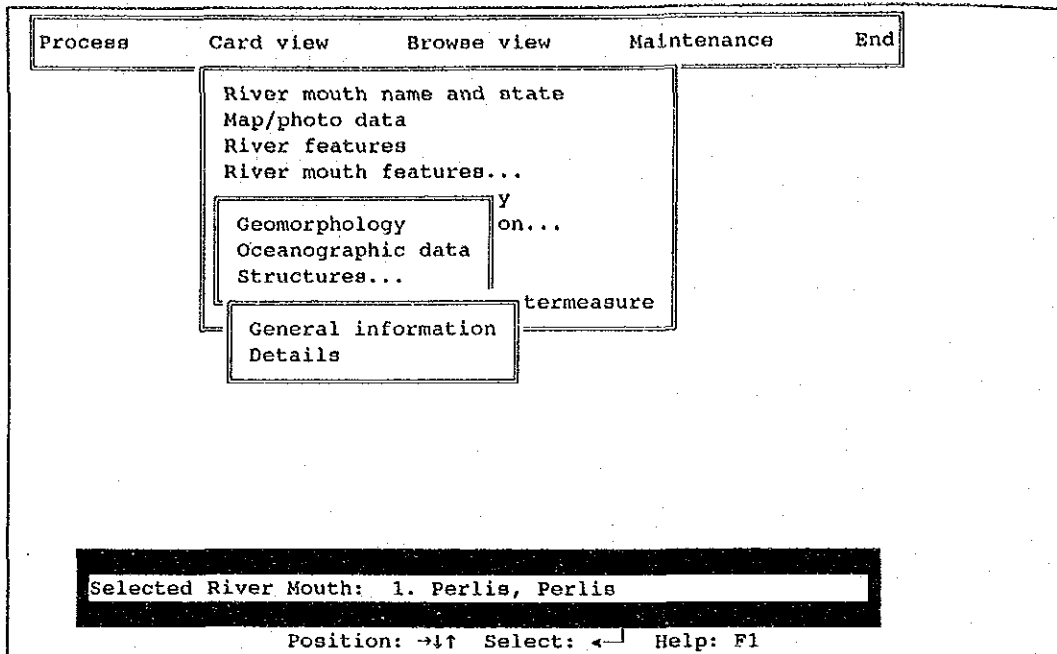 Process Card view Browse view Maintenance End
River mouth name and state
Map/photo data
River features
River mouth features...
y
Geomorphology on...
Oceanographic data
Structures...
termeasure
General information
Details
Selected River Mouth: 1. Perlis, Perlis
Position: →↓↑ Select: ←┘ Help: F1